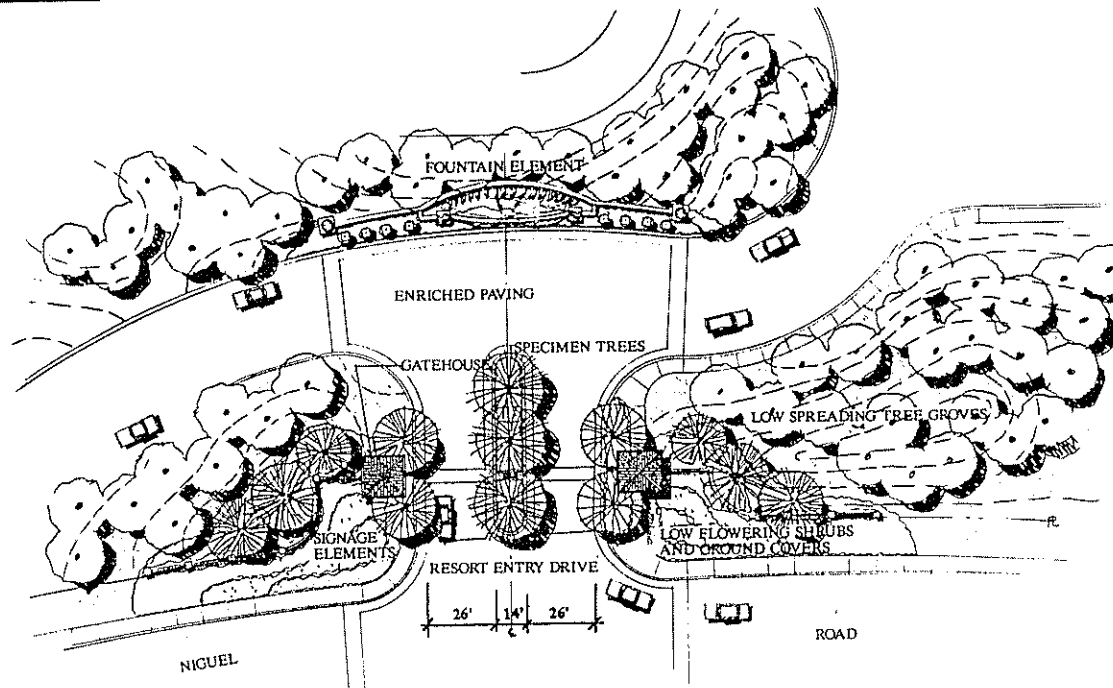 FOUNTAIN ELEMENT
ENRICHED PAVING
SPECIMEN TREES
GATEHOUSE
LOW SPREADING TREE GROVES
SIGNAGE
ELEMENTS
LOW FLOWERING SHRUBS
AND GROUND COVERS
RESORT ENTRY DRIVE
26' 14' 26'
ROAD
NIGUEL